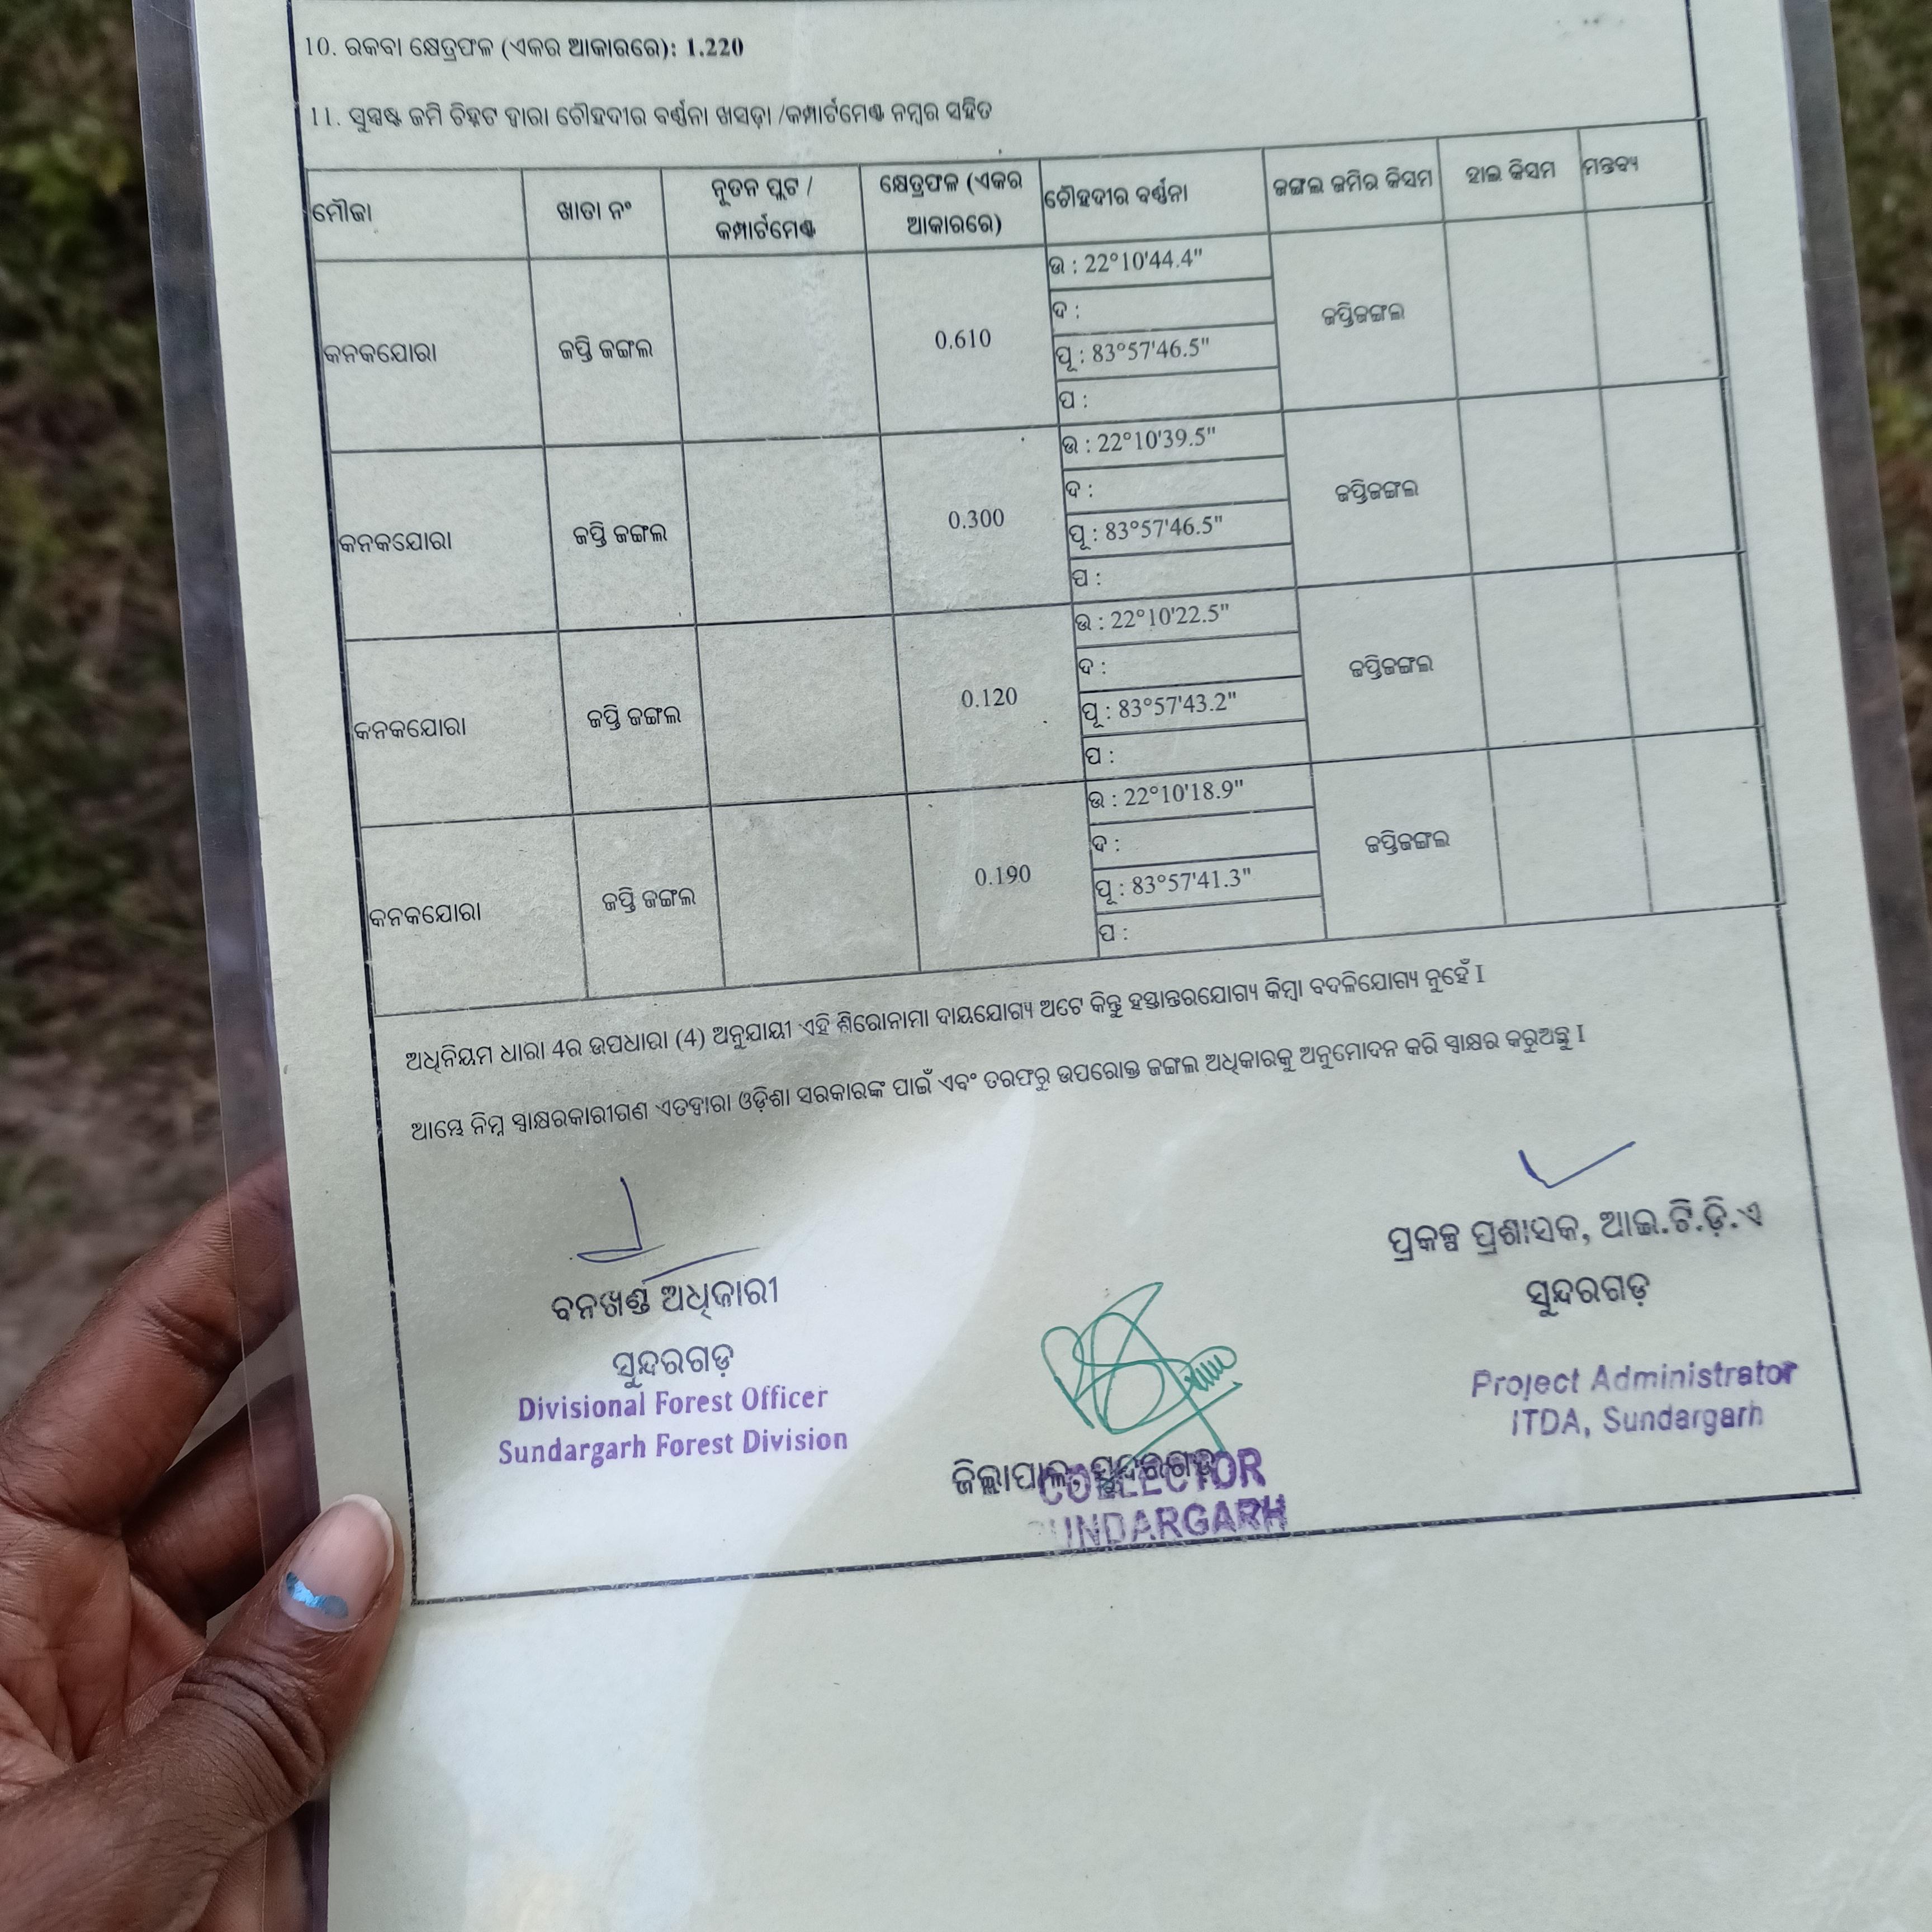 10. ରକବା କ୍ଷେତ୍ରଫଳ (ଏକର ଆକାରରେ): 1.220
11. ସୁସ୍ପଷ୍ଟ ଜମି ଚିହ୍ନଟ ଦ୍ଵାରା ଚୌହଦୀର ବର୍ଣ୍ଣନା ଖସଡ଼ା /କମ୍ପାର୍ଟମେଣ୍ଟ ନମ୍ବର ସହିତ
ମୌଜା
ଖାତା ନଂ
ନୂତନ ପ୍ଲଟ /
କମ୍ପାର୍ଟମେଣ୍ଟ
କ୍ଷେତ୍ରଫଳ (ଏକର
ଆକାରରେ)
ଚୌହଦୀର ବର୍ଣ୍ଣନା
ଜଙ୍ଗଲ ଜମିର କିସମ
ହାଲ କିସମ
ମନ୍ତବ୍ୟ
କନକଯୋରା
ଜପ୍ତି ଜଙ୍ଗଲ
0.610
ଉ : 22°10'44.4"
ଦ :
ପୂ : 83°57'46.5"
ପ :
ଜପ୍ତିଜଙ୍ଗଲ
କନକଯୋରା
ଜପ୍ତି ଜଙ୍ଗଲ
0.300
ଉ : 22°10'39.5"
ଦ :
ପୂ : 83°57'46.5"
ପ :
ଜପ୍ତିଜଙ୍ଗଲ
କନକଯୋରା
ଜପ୍ତି ଜଙ୍ଗଲ
0.120
ଉ : 22°10'22.5"
ଦ :
ପୂ : 83°57'43.2"
ପ :
ଜପ୍ତିଜଙ୍ଗଲ
କନକଯୋରା
ଜପ୍ତି ଜଙ୍ଗଲ
0.190
ଉ : 22°10'18.9"
ଦ :
ପୂ : 83°57'41.3"
ପ :
ଜପ୍ତିଜଙ୍ଗଲ
ଅଧିନିୟମ ଧାରା 4ର ଉପଧାରା (4) ଅନୁଯାୟୀ ଏହି ଶିରୋନାମା ଦାୟଯୋଗ୍ୟ ଅଟେ କିନ୍ତୁ ହସ୍ତାନ୍ତରଯୋଗ୍ୟ କିମ୍ବା ବଦଳିଯୋଗ୍ୟ ନୁହେଁ I
ଆମ୍ଭେ ନିମ୍ନ ସ୍ୱାକ୍ଷରକାରୀଗଣ ଏତଦ୍ଵାରା ଓଡ଼ିଶା ସରକାରଙ୍କ ପାଇଁ ଏବଂ ତରଫରୁ ଉପରୋକ୍ତ ଜଙ୍ଗଲ ଅଧିକାରକୁ ଅନୁମୋଦନ କରି ସ୍ୱାକ୍ଷର କରୁଅଛୁ I
ବନଖଣ୍ଡ ଅଧିକାରୀ
ସୁନ୍ଦରଗଡ଼
Divisional Forest Officer
Sundargarh Forest Division
ପ୍ରକଳ୍ପ ପ୍ରଶାସକ, ଆଇ.ଟି.ଡ଼ି.ଏ
ସୁନ୍ଦରଗଡ଼
Project Administrator
ITDA, Sundargarh
ଜିଲ୍ଲାପାଳ, ସୁନ୍ଦରଗଡ଼
COLLECTOR
SUNDARGARH